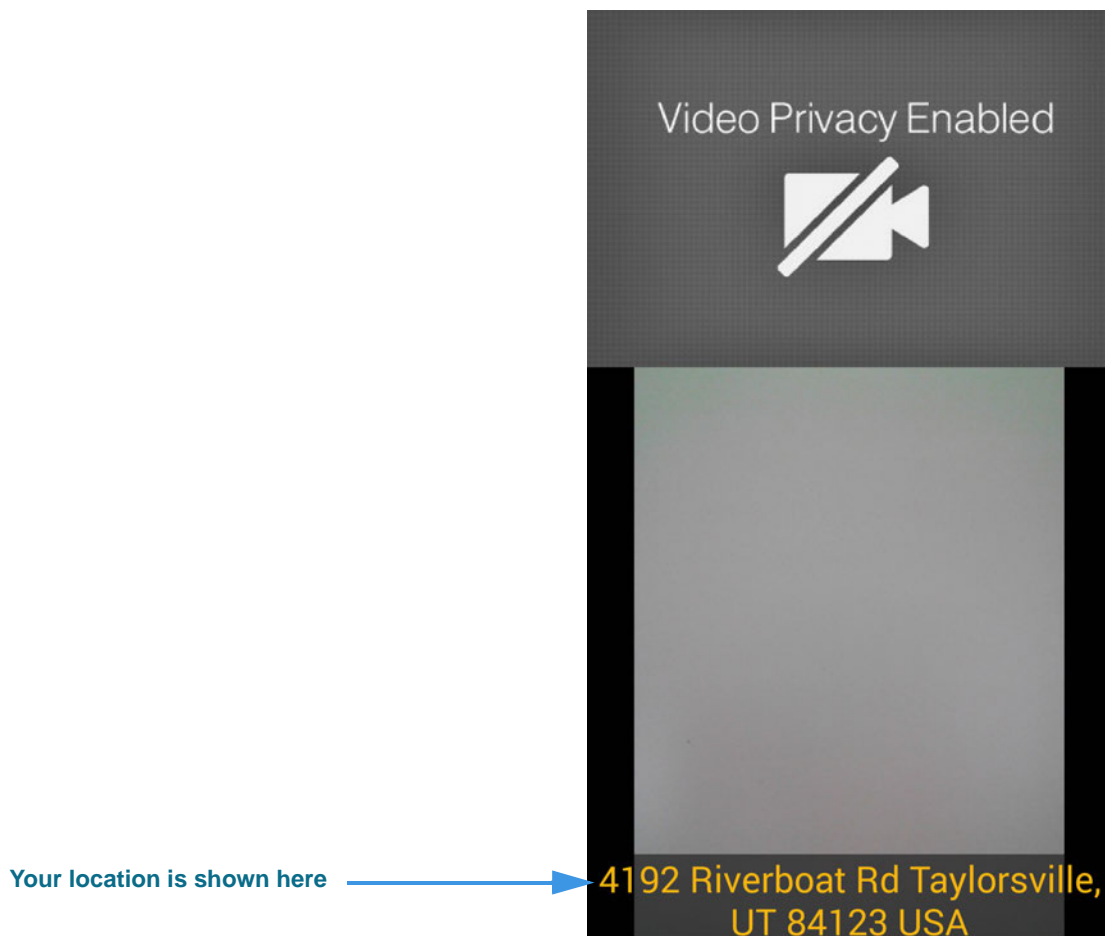 Video Privacy Enabled
Your location is shown here
4192 Riverboat Rd Taylorsville,
UT 84123 USA